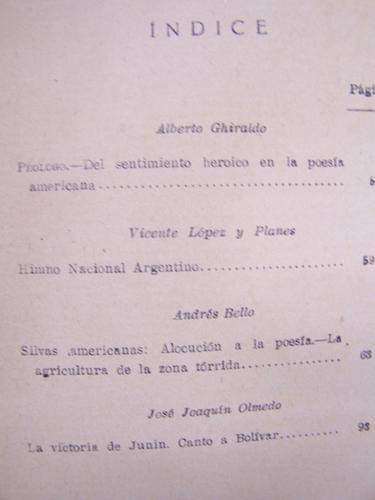 ÍNDICE
Pági
Alberto Ghiraldo
PRÓLOGO.—Del sentimiento heroico en la poesía
americana..............................
Vicente López y Planes
Himno Nacional Argentino.................. 59
Andrés Bello
Silvas americanas: Alocución a la poesía.—La
agricultura de la zona tórrida............... 63
José Joaquín Olmedo
La victoria de Junín. Canto a Bolívar.......... 93